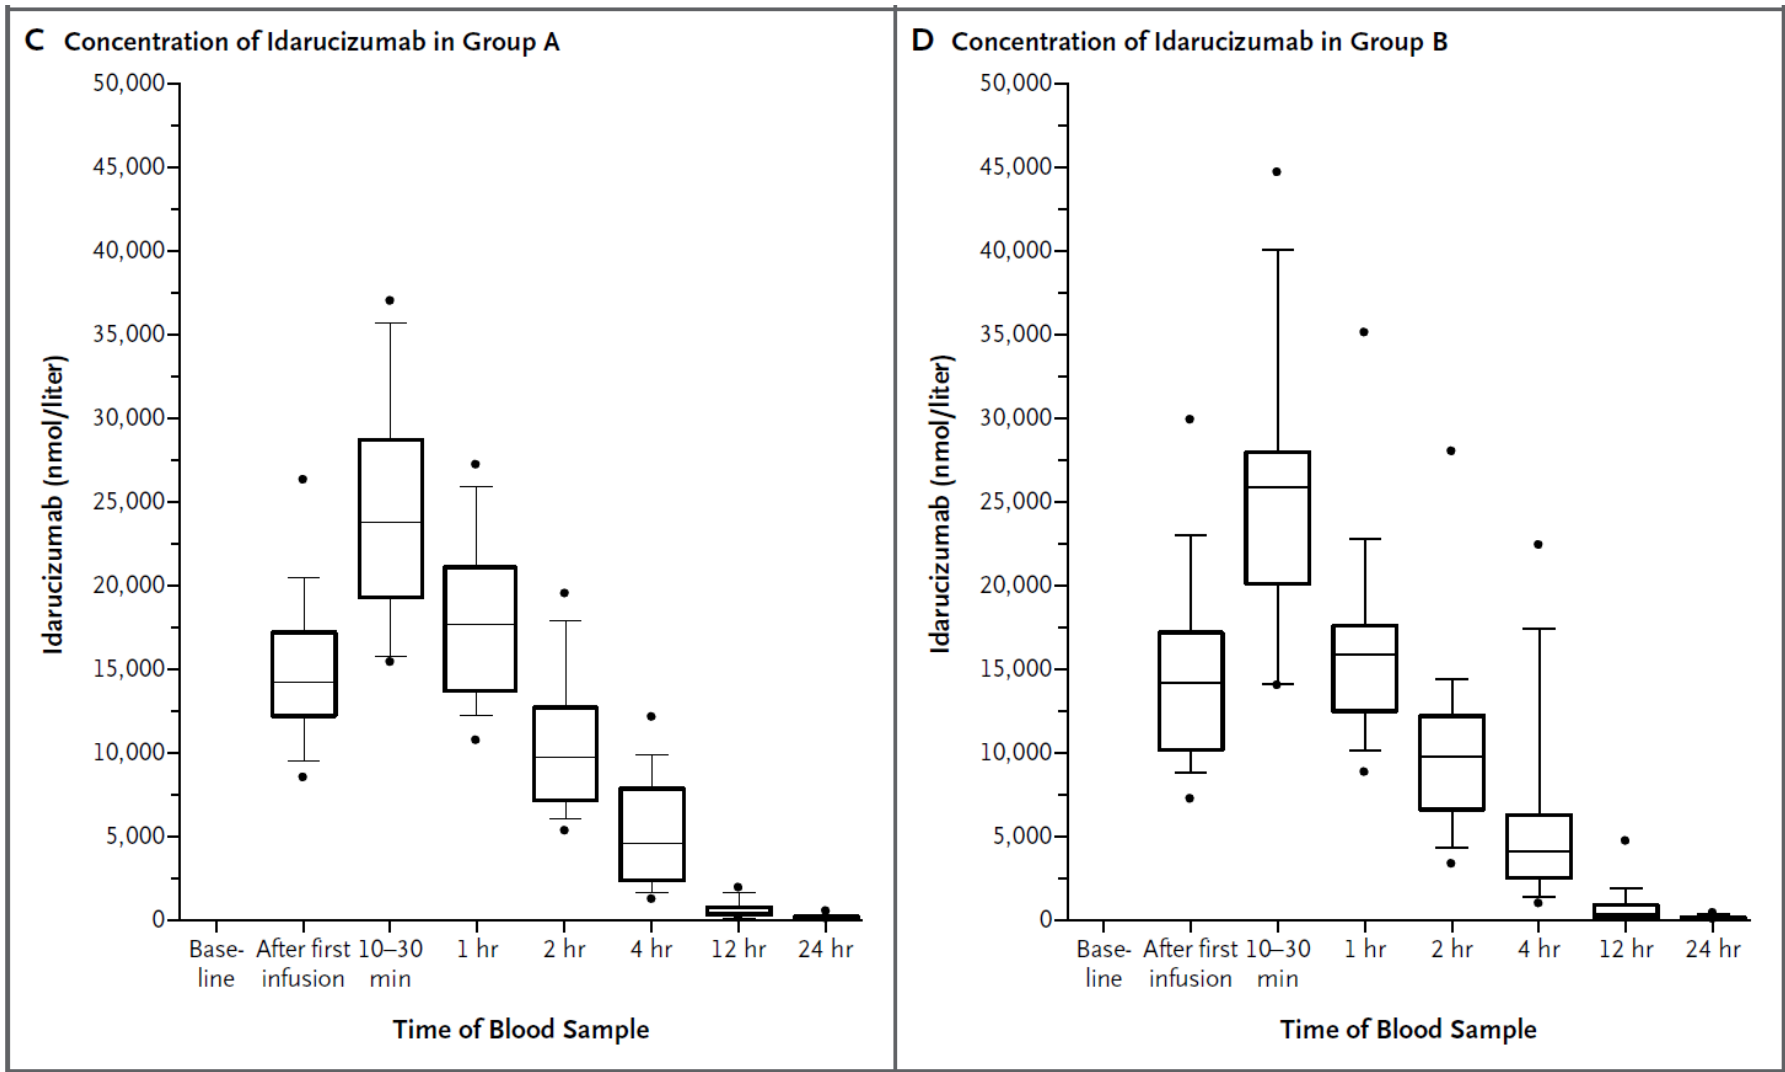 C Concentration of Idarucizumab in Group A
50,000
45,000
40,000
35,000
30,000
25,000
20,000
15,000
10,000
5,000
0
Idarucizumab (nmol/liter)
Base- After first 10–30 1 hr 2 hr 4 hr 12 hr 24 hr
line infusion min
Time of Blood Sample
D Concentration of Idarucizumab in Group B
50,000
45,000
40,000
35,000
30,000
25,000
20,000
15,000
10,000
5,000
0
Idarucizumab (nmol/liter)
Base- After first 10–30 1 hr 2 hr 4 hr 12 hr 24 hr
line infusion min
Time of Blood Sample